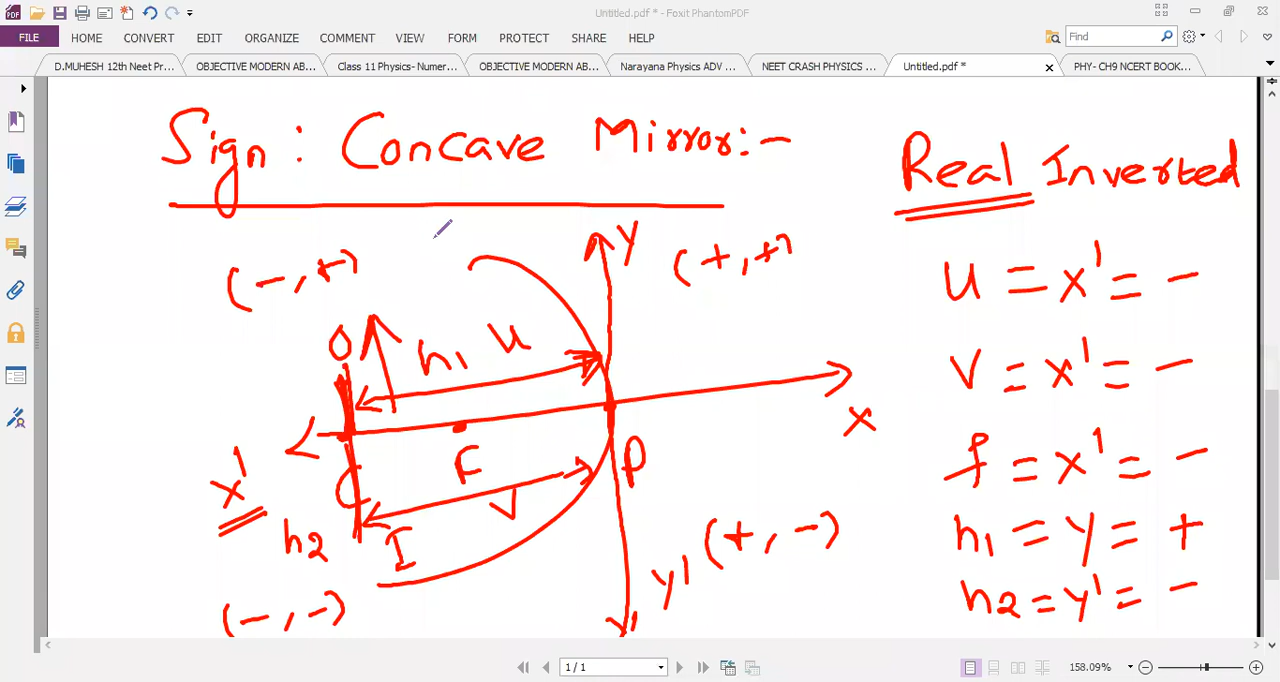 Untitled.pdf * - Foxit PhantomPDF
FILE HOME CONVERT EDIT ORGANIZE COMMENT VIEW FORM PROTECT SHARE HELP Find
D.MUHESH 12th Neet Pr... OBJECTIVE MODERN AB... Class 11 Physics- Numer... OBJECTIVE MODERN AB... Narayana Physics ADV ... NEET CRASH PHYSICS ... Untitled.pdf * PHY- CH9 NCERT BOOK...
Sign: Concave Mirror:-
(-,+)
Y
(+,+)
O
h1
u
X
F
P
C
X'
V
h2
I
(+,-)
Y'
(-,-)
Real Inverted
u = x' = -
v = x' = -
f = x' = -
h1 = y = +
h2 = y' = -
1 / 1
158.09%